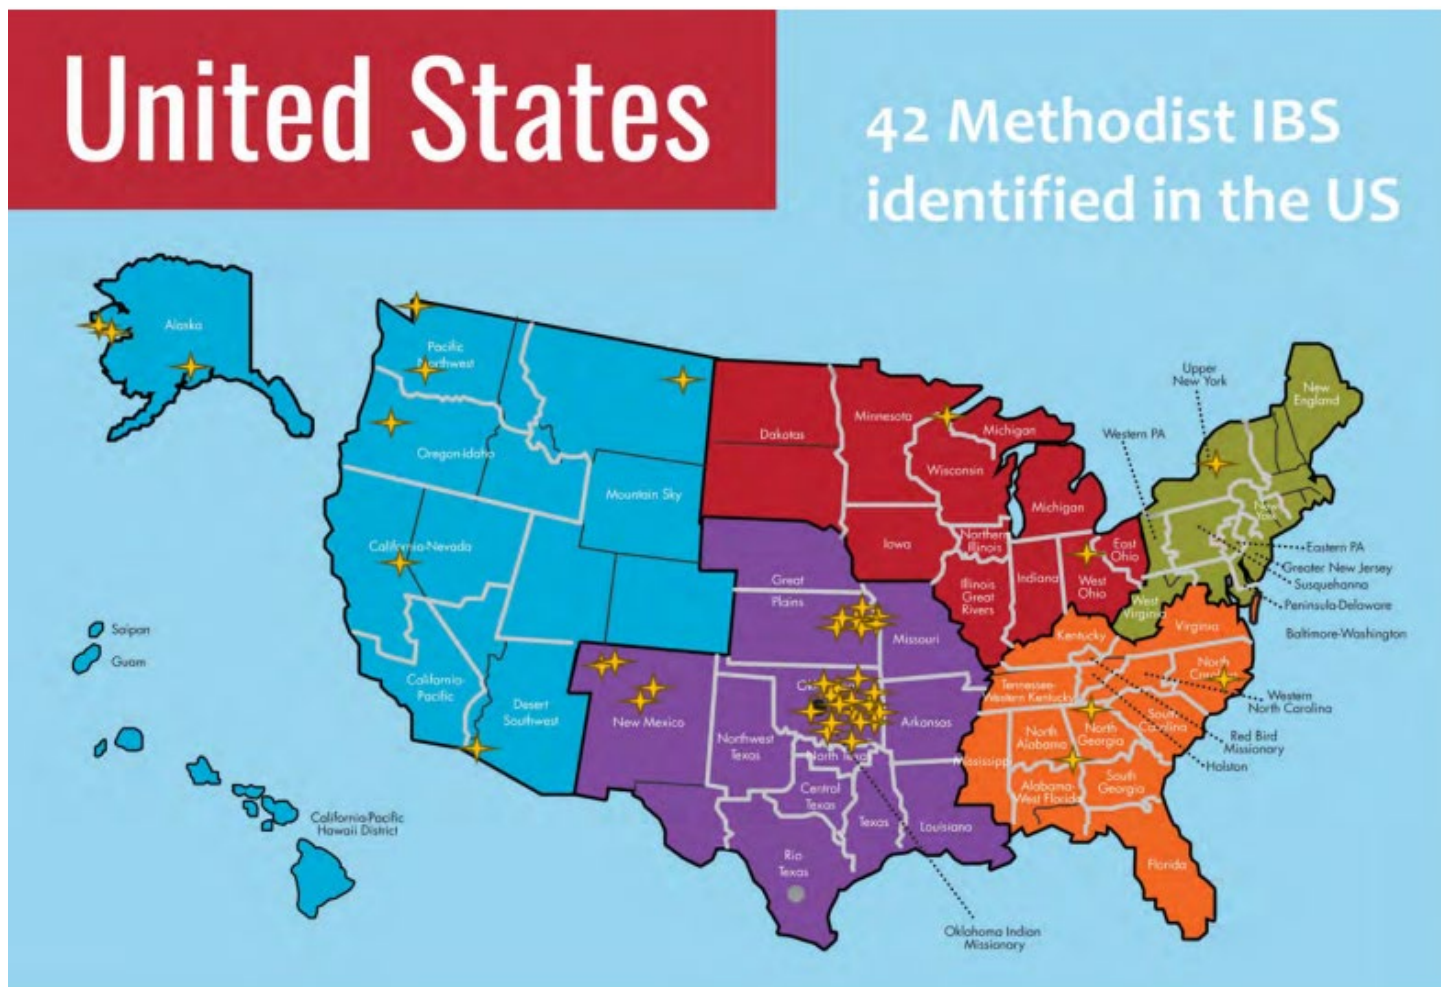 United States
42 Methodist IBS
identified in the US
Alaska
Pacific
Northwest
Oregon-Idaho
Mountain Sky
California-Nevada
California-
Pacific
Desert
Southwest
Saipan
Guam
California-Pacific
Hawaii District
Dakotas
Minnesota
Michigan
Wisconsin
Michigan
Iowa
Northern
Illinois
Illinois
Great
Rivers
Indiana
East
Ohio
West
Ohio
Great
Plains
Missouri
New Mexico
Arkansas
Northwest
Texas
North Texas
Central
Texas
Texas
Louisiana
Rio
Texas
Oklahoma Indian
Missionary
Upper
New York
New
England
Western PA
New
York
Eastern PA
Greater New Jersey
Susquehanna
Peninsula-Delaware
Baltimore-Washington
West
Virginia
Virginia
Kentucky
Tennessee-
Western Kentucky
North
Carolina
Western
North Carolina
South
Carolina
Red Bird
Missionary
Holston
North
Alabama
North
Georgia
Mississippi
Alabama-
West Florida
South
Georgia
Florida